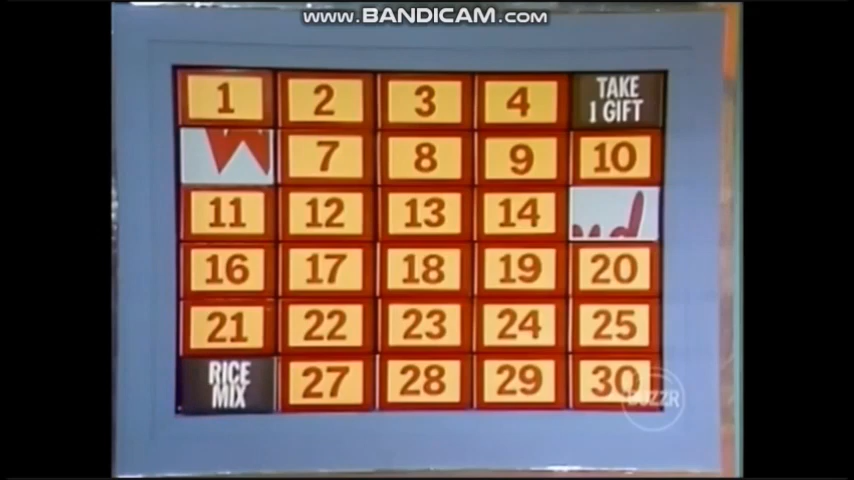 www.BANDICAM.COM
1 2 3 4 TAKE 1 GIFT
7 8 9 10
11 12 13 14
16 17 18 19 20
21 22 23 24 25
RICE MIX 27 28 29 30
BUZZR